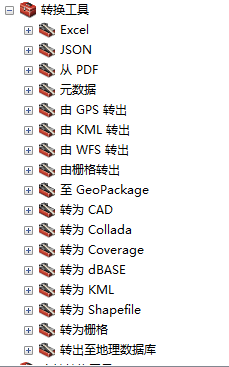 转换工具
Excel
JSON
从 PDF
元数据
由 GPS 转出
由 KML 转出
由 WFS 转出
由栅格转出
至 GeoPackage
转为 CAD
转为 Collada
转为 Coverage
转为 dBASE
转为 KML
转为 Shapefile
转为栅格
转出至地理数据库